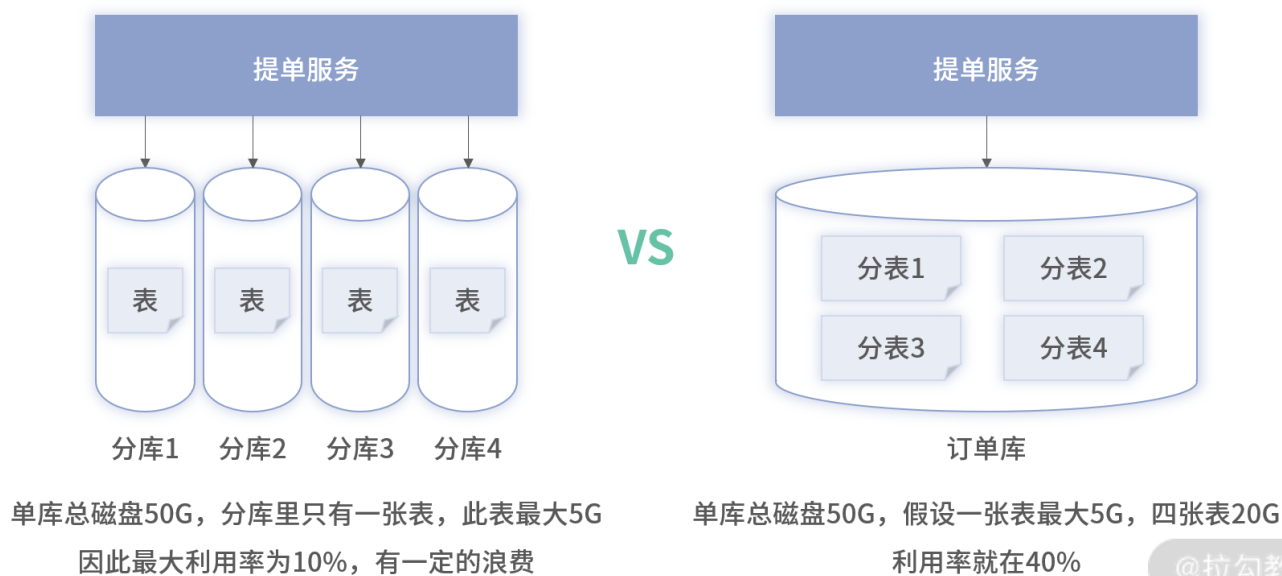 提单服务
提单服务
VS
表 表 表 表
分表1 分表2
分表3 分表4
分库1 分库2 分库3 分库4
订单库
单库总磁盘50G，分库里只有一张表，此表最大5G
因此最大利用率为10%，有一定的浪费
单库总磁盘50G，假设一张表最大5G，四张表20G
利用率就在40%
@拉勾教